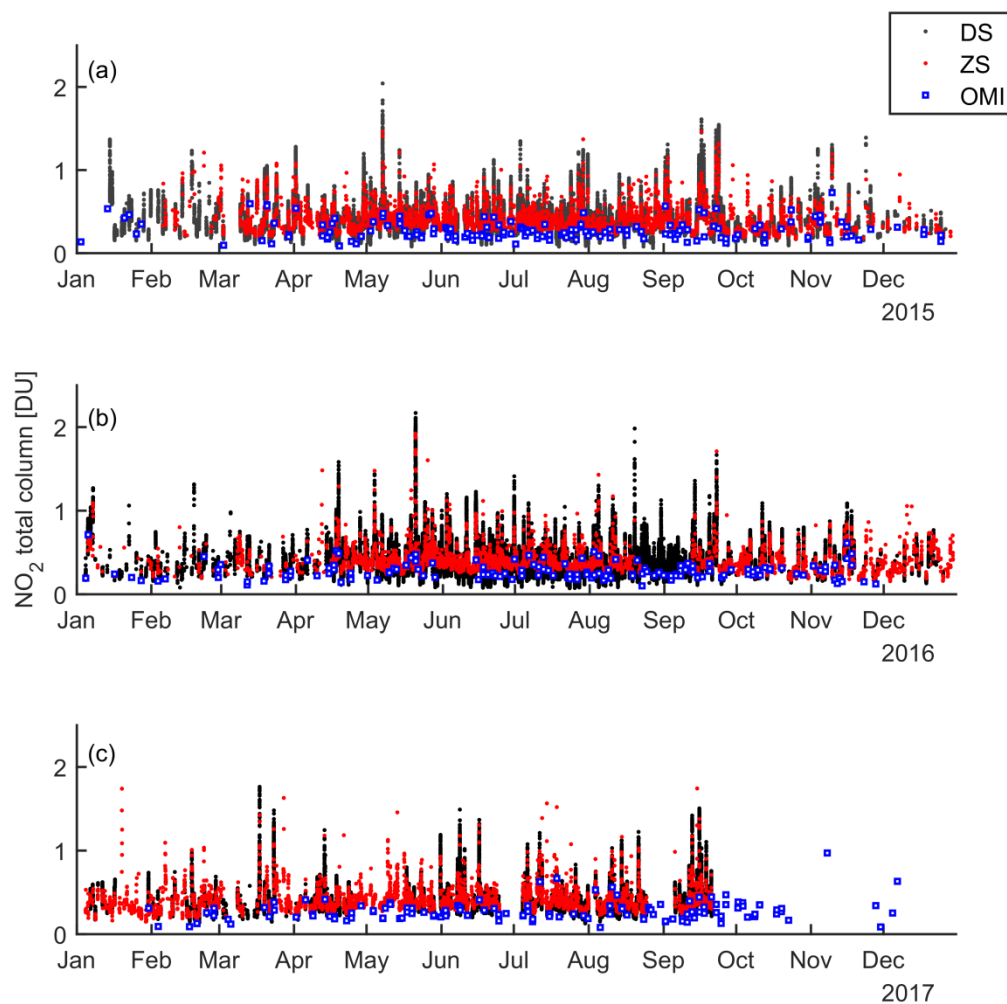 DS
ZS
OMI
(a)
2
1
0
Jan Feb Mar Apr May Jun Jul Aug Sep Oct Nov Dec
2015
NO2 total column [DU]
(b)
2
1
0
Jan Feb Mar Apr May Jun Jul Aug Sep Oct Nov Dec
2016
(c)
2
1
0
Jan Feb Mar Apr May Jun Jul Aug Sep Oct Nov Dec
2017